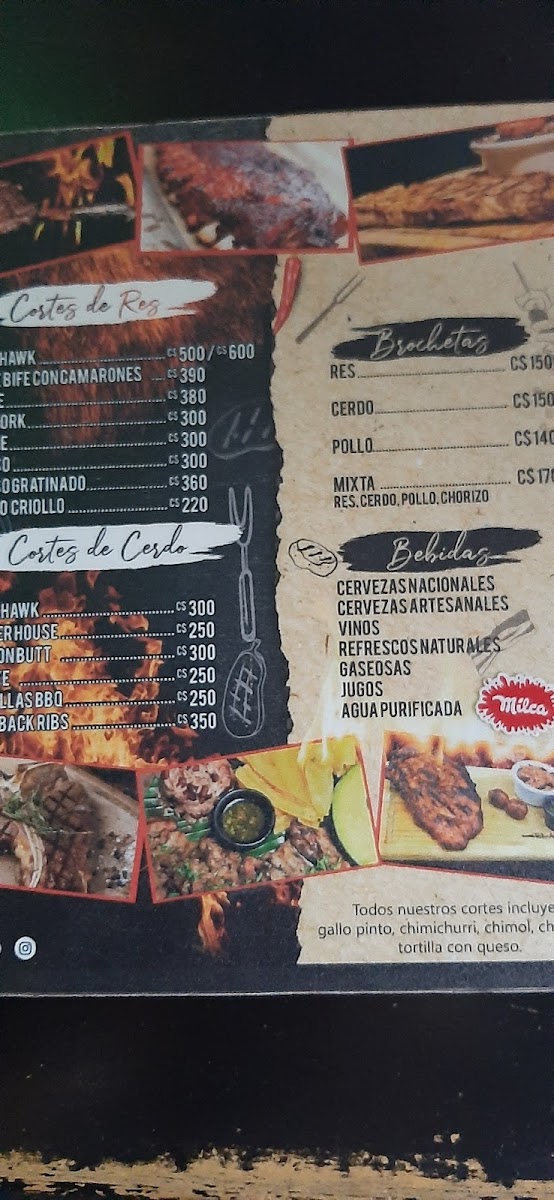 Cortes de Res
HAWK C$ 500 / C$ 600
BIFE CON CAMARONES C$ 390
E C$ 380
ORK C$ 300
E C$ 300
O C$ 300
O GRATINADO C$ 360
O CRIOLLO C$ 220
Cortes de Cerdo
HAWK C$ 300
ERHOUSE C$ 250
ONBUTT C$ 300
E C$ 250
LLAS BBQ C$ 250
BACK RIBS C$ 350
Brochetas
RES C$ 150
CERDO C$ 150
POLLO C$ 140
MIXTA C$ 170
RES, CERDO, POLLO, CHORIZO
Bebidas
CERVEZAS NACIONALES
CERVEZAS ARTESANALES
VINOS
REFRESCOS NATURALES
GASEOSAS
JUGOS
AGUA PURIFICADA
Milca
Todos nuestros cortes incluye
gallo pinto, chimichurri, chimol, ch
tortilla con queso.